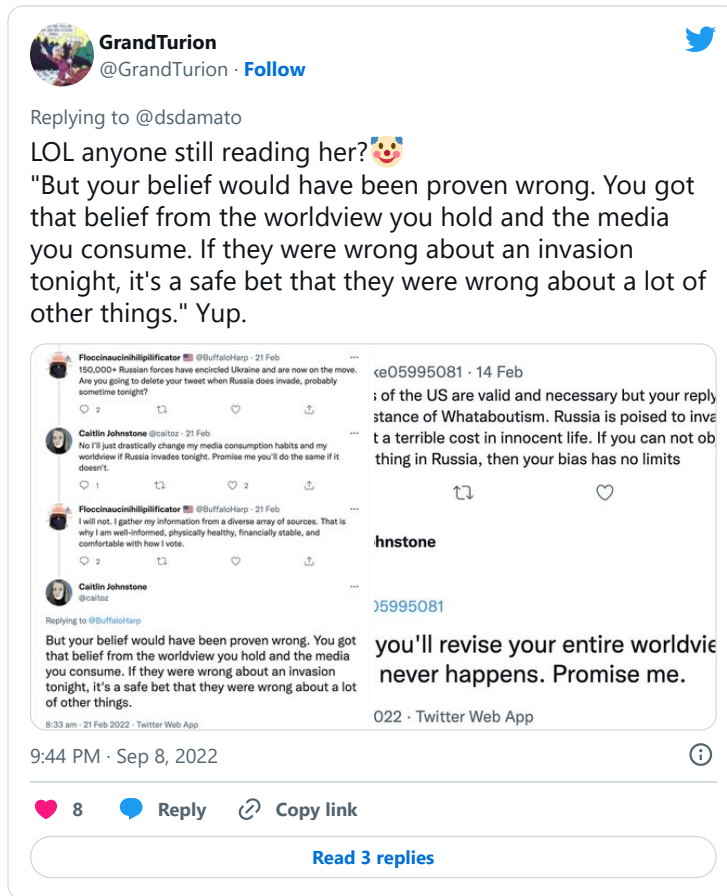 GrandTurion
@GrandTurion · Follow
Replying to @dsdamato
LOL anyone still reading her?🤡
"But your belief would have been proven wrong. You got
that belief from the worldview you hold and the media
you consume. If they were wrong about an invasion
tonight, it's a safe bet that they were wrong about a lot of
other things." Yup.
Floccinaucinihilipilificator 🇺🇸 @BuffaloHarp · 21 Feb
150,000+ Russian forces have encircled Ukraine and are now on the move.
Are you going to delete your tweet when Russia does invade, probably
sometime tonight?
2
Caitlin Johnstone @caitoz · 21 Feb
No I'll just drastically change my media consumption habits and my
worldview if Russia invades tonight. Promise me you'll do the same if it
doesn't.
1 2
Floccinaucinihilipilificator 🇺🇸 @BuffaloHarp · 21 Feb
I will not. I gather my information from a diverse array of sources. That is
why I am well-informed, physically healthy, financially stable, and
comfortable with how I vote.
2
Caitlin Johnstone
@caitoz
Replying to @BuffaloHarp
But your belief would have been proven wrong. You got
that belief from the worldview you hold and the media
you consume. If they were wrong about an invasion
tonight, it's a safe bet that they were wrong about a lot
of other things.
8:33 am · 21 Feb 2022 · Twitter Web App
ke05995081 · 14 Feb
of the US are valid and necessary but your reply
stance of Whataboutism. Russia is poised to inva
t a terrible cost in innocent life. If you can not ob
thing in Russia, then your bias has no limits
hnstone
05995081
you'll revise your entire worldvie
never happens. Promise me.
022 · Twitter Web App
9:44 PM · Sep 8, 2022
8 Reply Copy link
Read 3 replies